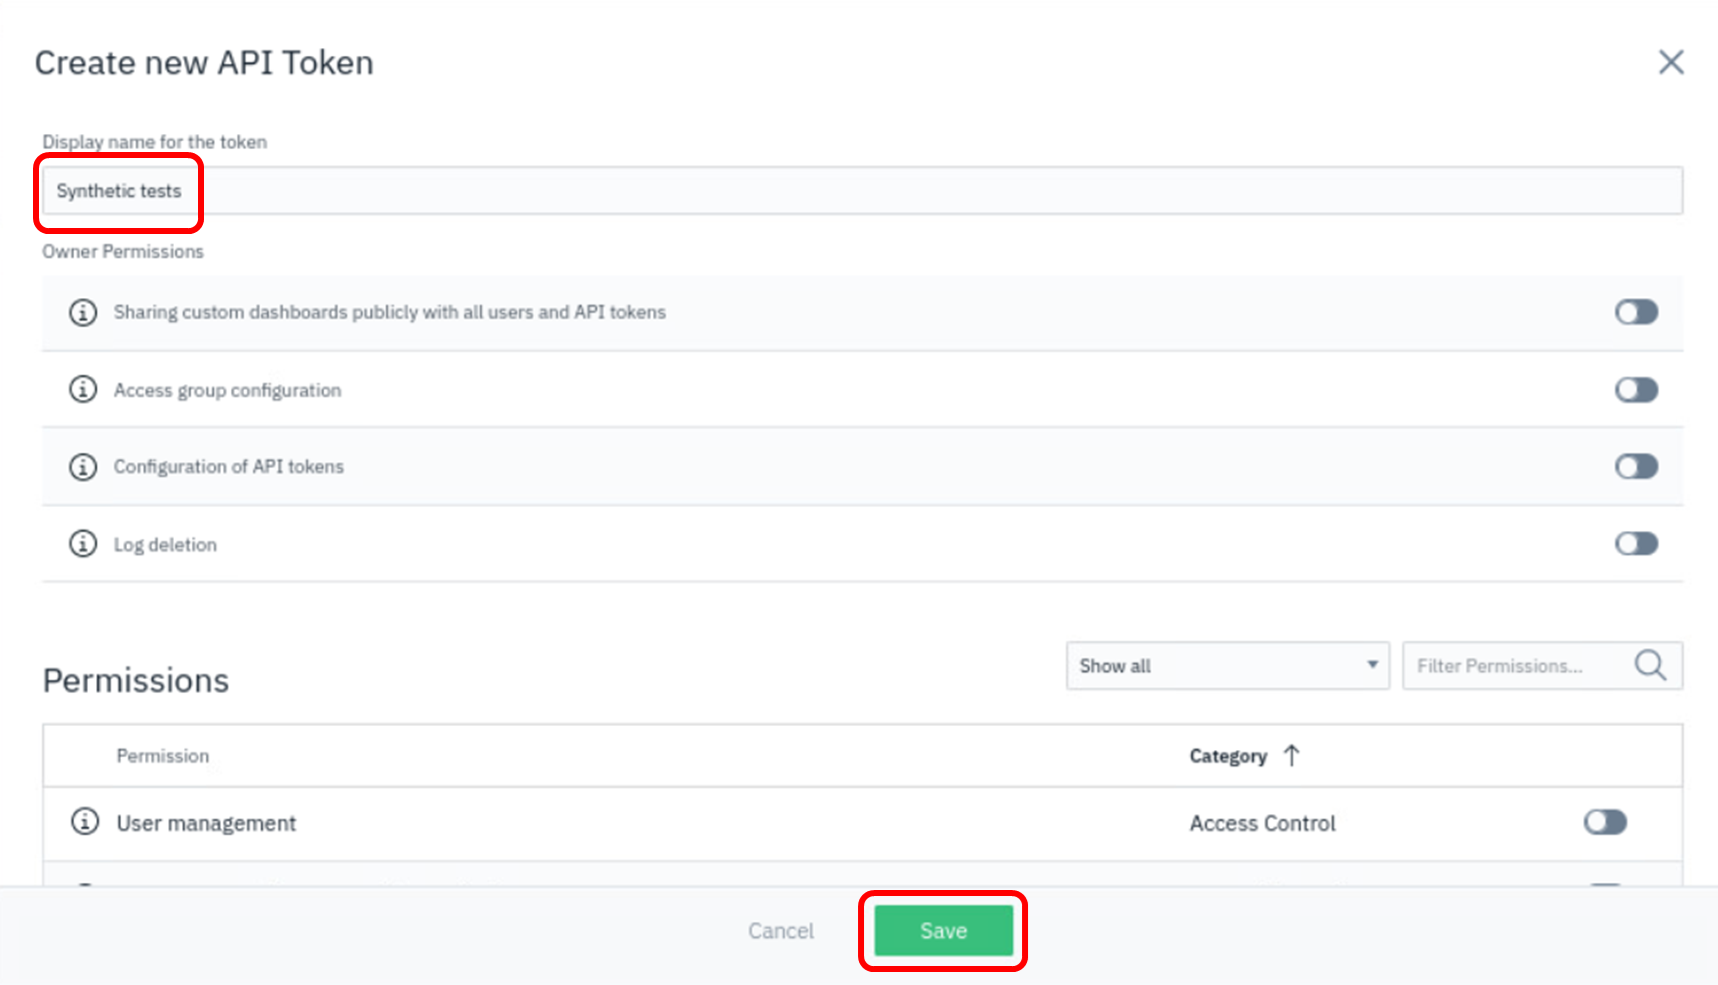 Create new API Token
Display name for the token
Synthetic tests
Owner Permissions
Sharing custom dashboards publicly with all users and API tokens
Access group configuration
Configuration of API tokens
Log deletion
Permissions
Show all
Filter Permissions...
Permission
Category
User management
Access Control
Cancel
Save